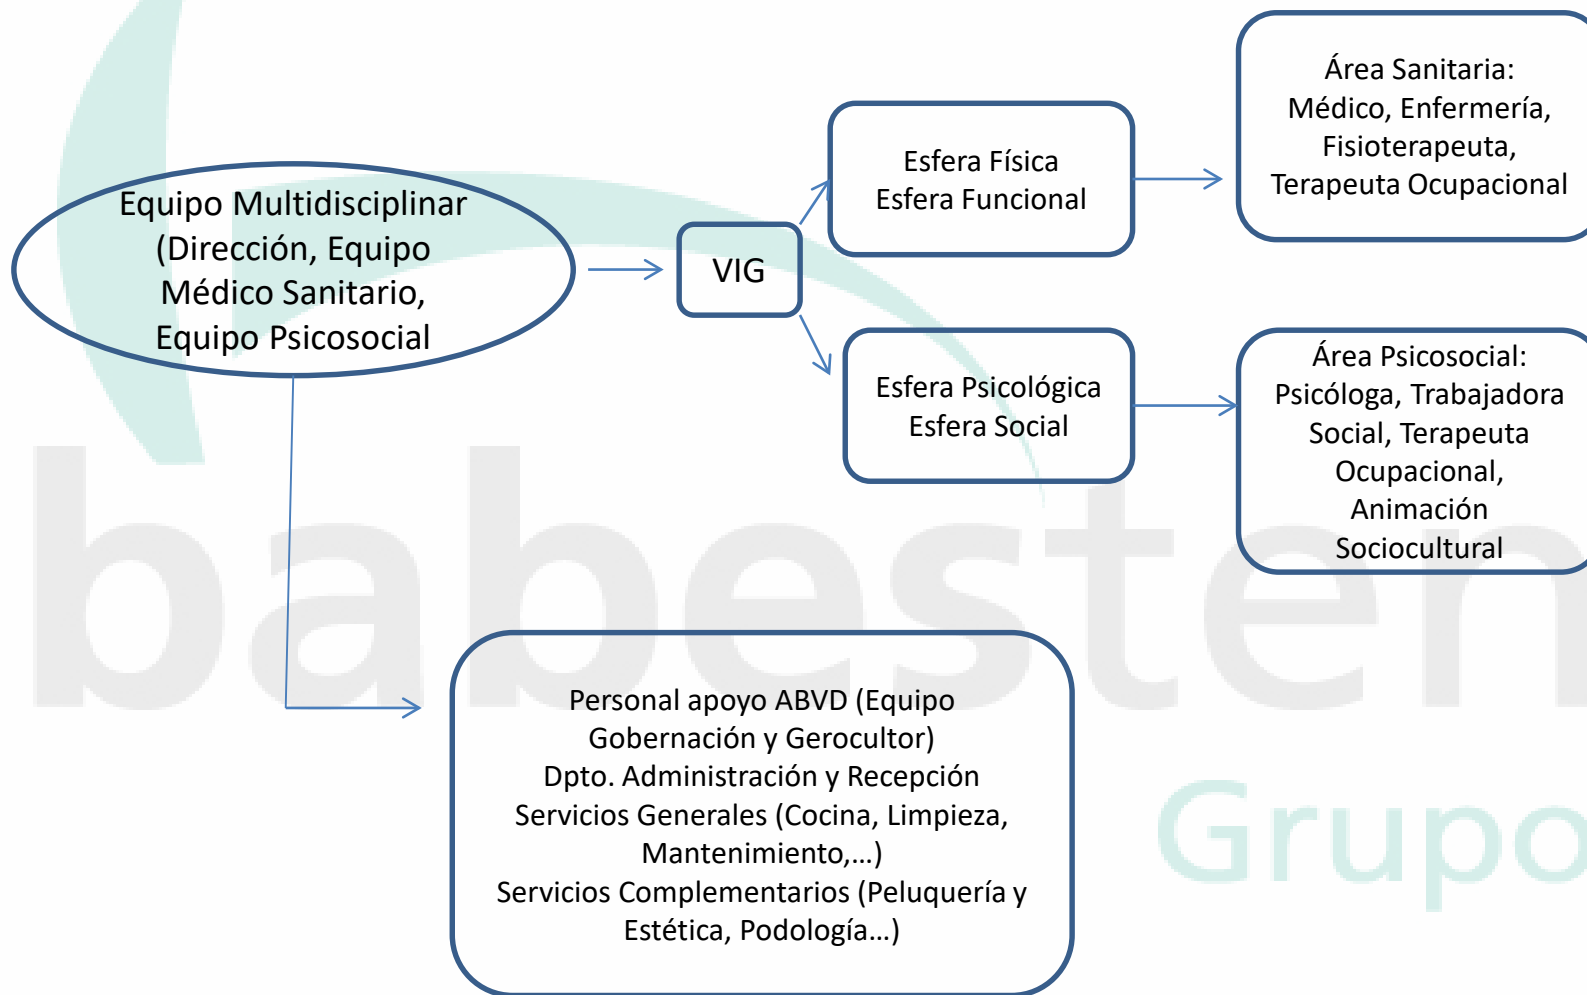 Equipo Multidisciplinar
(Dirección, Equipo
Médico Sanitario,
Equipo Psicosocial
VIG
Esfera Física
Esfera Funcional
Área Sanitaria:
Médico, Enfermería,
Fisioterapeuta,
Terapeuta Ocupacional
Esfera Psicológica
Esfera Social
Área Psicosocial:
Psicóloga, Trabajadora
Social, Terapeuta
Ocupacional,
Animación
Sociocultural
Personal apoyo ABVD (Equipo
Gobernación y Gerocultor)
Dpto. Administración y Recepción
Servicios Generales (Cocina, Limpieza,
Mantenimiento,...)
Servicios Complementarios (Peluquería y
Estética, Podología...)
babesten
Grupo